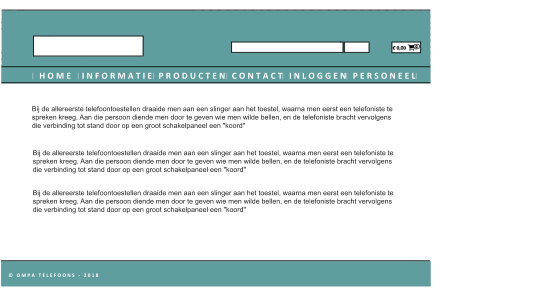 € 0,00
HOME INFORMATIE PRODUCTEN CONTACT INLOGGEN PERSONEEL
Bij de allereerste telefoontoestellen draaide men aan een slinger aan het toestel, waarna men eerst een telefoniste te
spreken kreeg. Aan die persoon diende men door te geven wie men wilde bellen, en de telefoniste bracht vervolgens
die verbinding tot stand door op een groot schakelpaneel een "koord"
Bij de allereerste telefoontoestellen draaide men aan een slinger aan het toestel, waarna men eerst een telefoniste te
spreken kreeg. Aan die persoon diende men door te geven wie men wilde bellen, en de telefoniste bracht vervolgens
die verbinding tot stand door op een groot schakelpaneel een "koord"
Bij de allereerste telefoontoestellen draaide men aan een slinger aan het toestel, waarna men eerst een telefoniste te
spreken kreeg. Aan die persoon diende men door te geven wie men wilde bellen, en de telefoniste bracht vervolgens
die verbinding tot stand door op een groot schakelpaneel een "koord"
© OMPA TELEFOONS - 2018